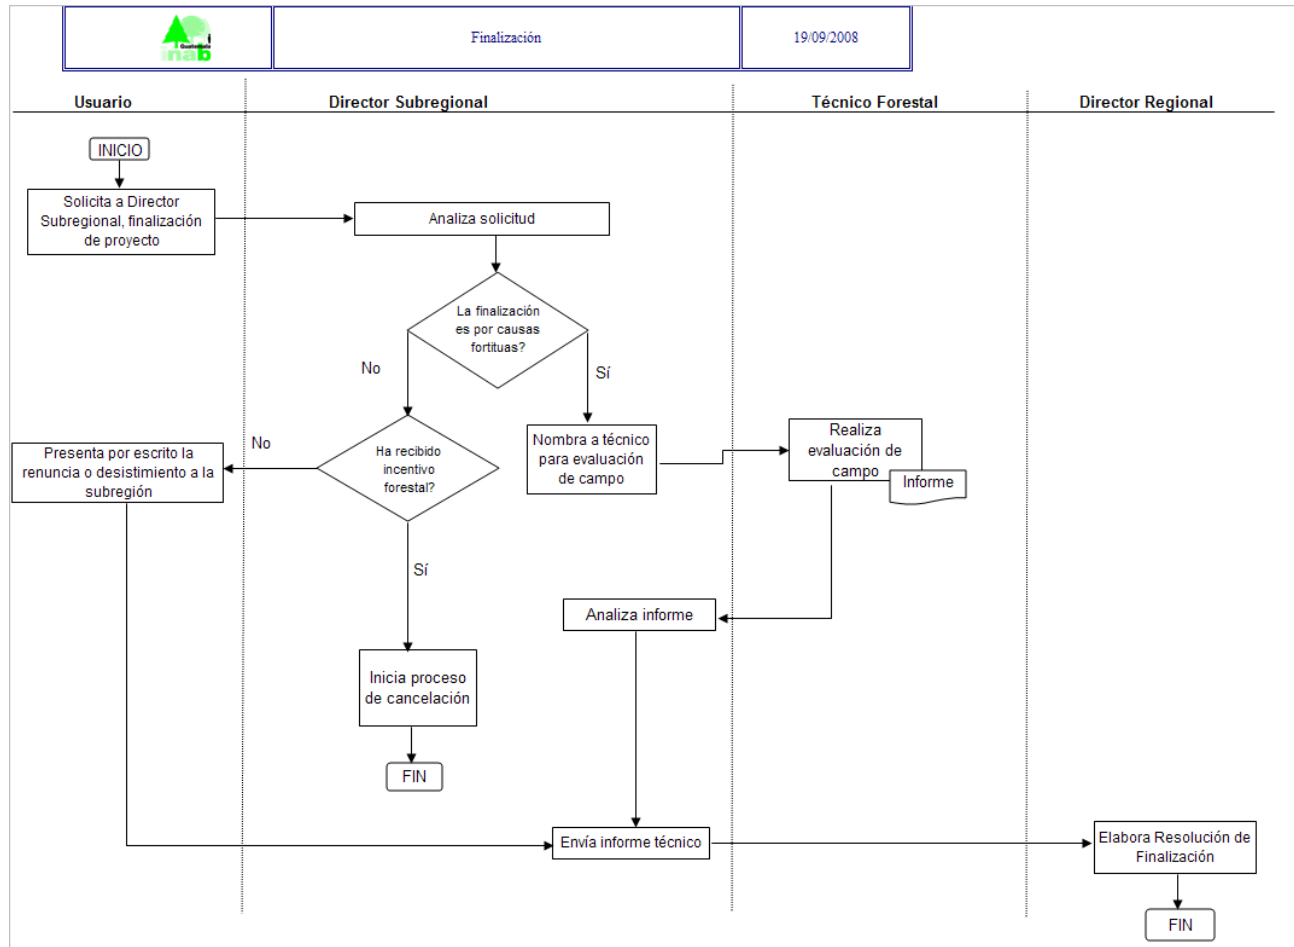 Guatemala
inab
Finalización
19/09/2008
Usuario
Director Subregional
Técnico Forestal
Director Regional
INICIO
Solicita a Director
Subregional, finalización
de proyecto
Analiza solicitud
La finalización
es por causas
fortituas?
No
Sí
Presenta por escrito la
renuncia o desistimiento a la
subregión
No
Ha recibido
incentivo
forestal?
Nombra a técnico
para evaluación
de campo
Realiza
evaluación de
campo
Informe
Sí
Analiza informe
Inicia proceso
de cancelación
FIN
Envía informe técnico
Elabora Resolución de
Finalización
FIN